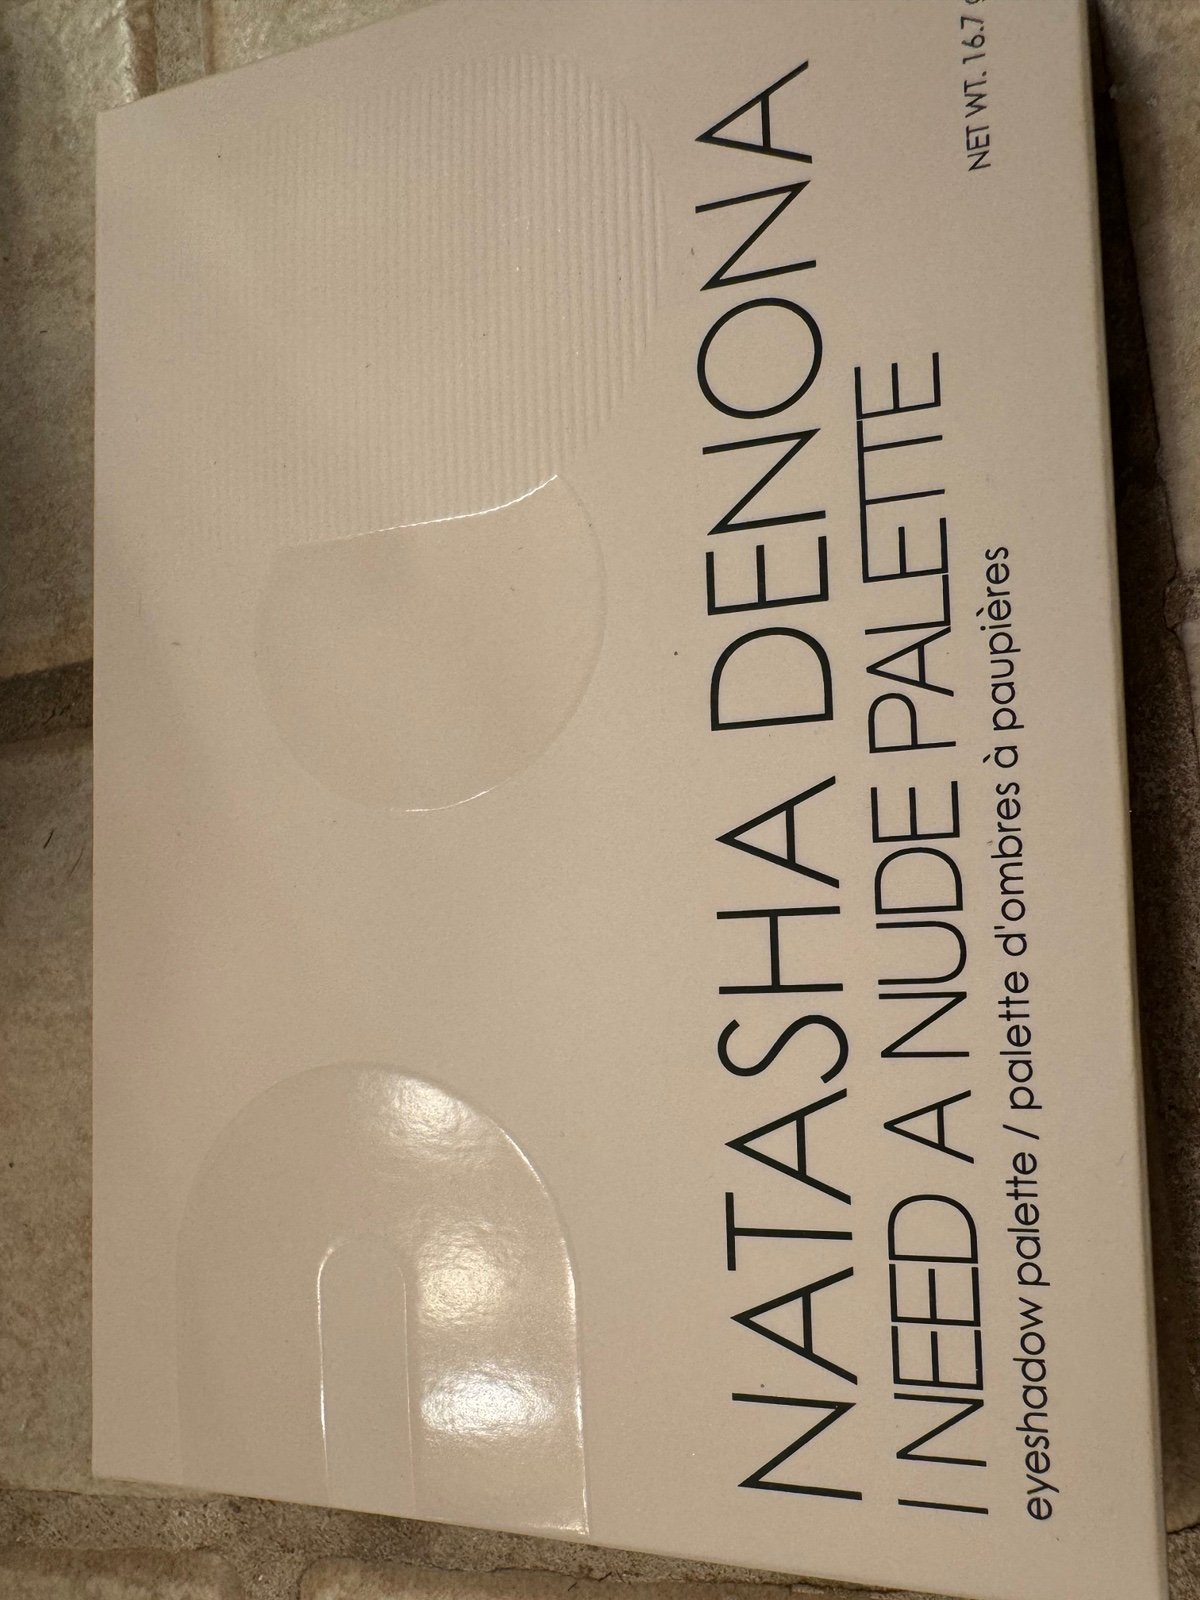 NATASHA DENONA
I NEED A NUDE PALETTE
eyeshadow palette / palette d'ombres à paupières
NET WT. 16.7